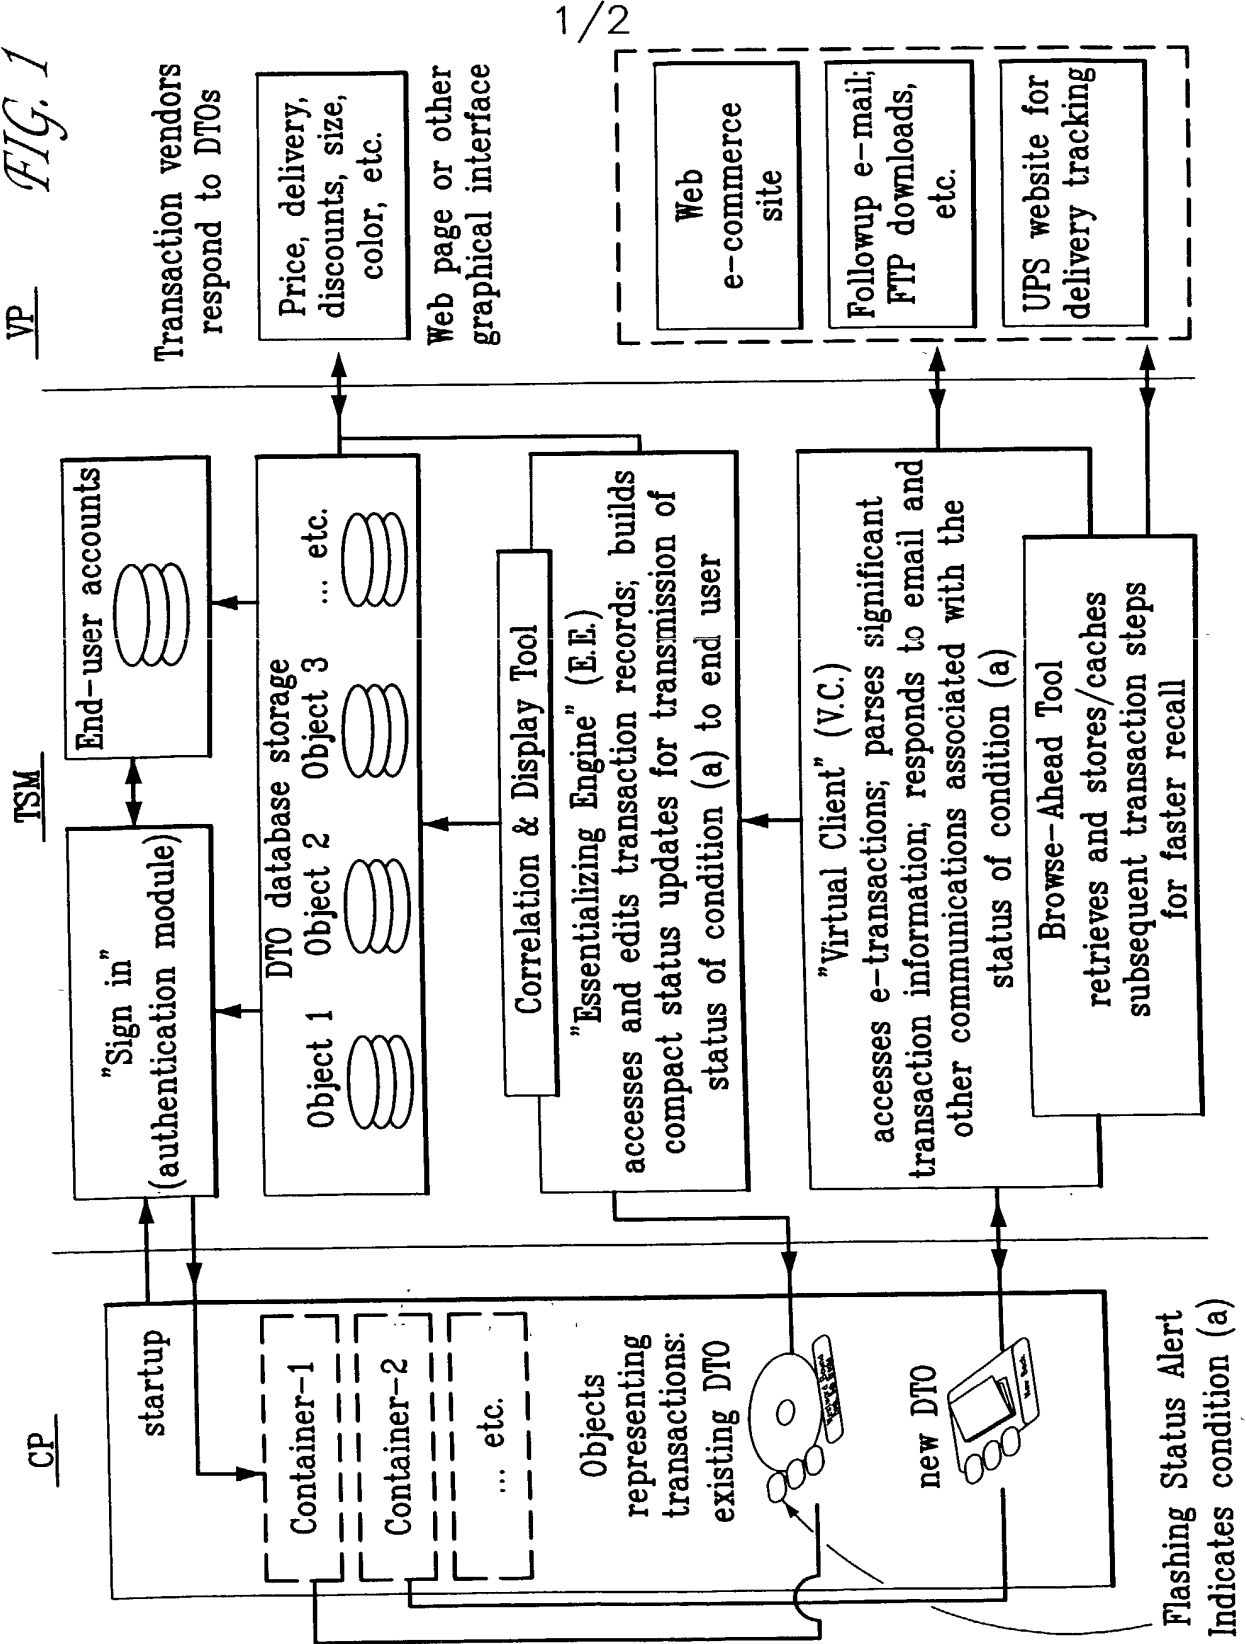 1/2
FIG. 1
CP
TSM
VP
startup
Container-1
Container-2
... etc.
Objects
representing
transactions:
existing DTO
new DTO
Flashing Status Alert
Indicates condition (a)
"Sign in"
(authentication module)
End-user accounts
DTO database storage
Object 1
Object 2
Object 3
... etc.
Correlation & Display Tool
"Essentializing Engine" (E.E.)
accesses and edits transaction records; builds
compact status updates for transmission of
status of condition (a) to end user
"Virtual Client" (V.C.)
accesses e-transactions; parses significant
transaction information; responds to email and
other communications associated with the
status of condition (a)
Browse-Ahead Tool
retrieves and stores/caches
subsequent transaction steps
for faster recall
Transaction vendors
respond to DTOs
Price, delivery,
discounts, size,
color, etc.
Web page or other
graphical interface
Web
e-commerce
site
Followup e-mail;
FTP downloads,
etc.
UPS website for
delivery tracking